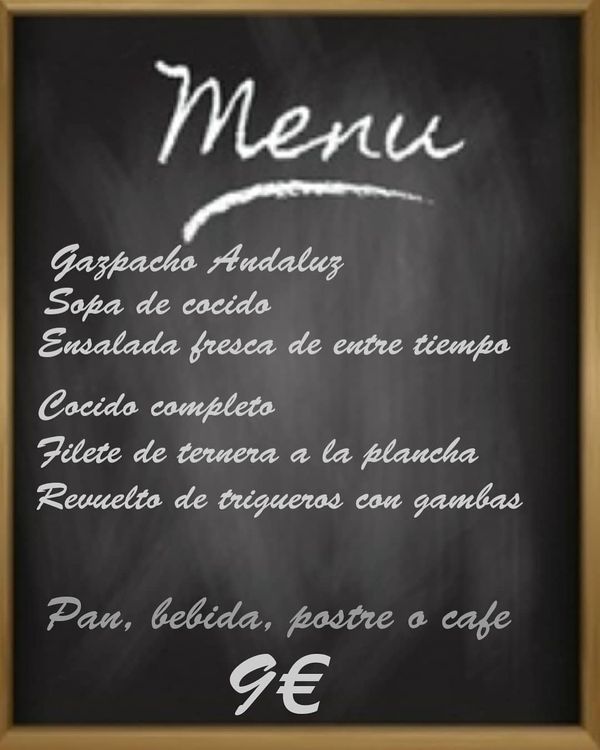 Menu
Gazpacho Andaluz
Sopa de cocido
Ensalada fresca de entre tiempo
Cocido completo
Filete de ternera a la plancha
Revuelto de trigueros con gambas
Pan, bebida, postre o cafe
9€